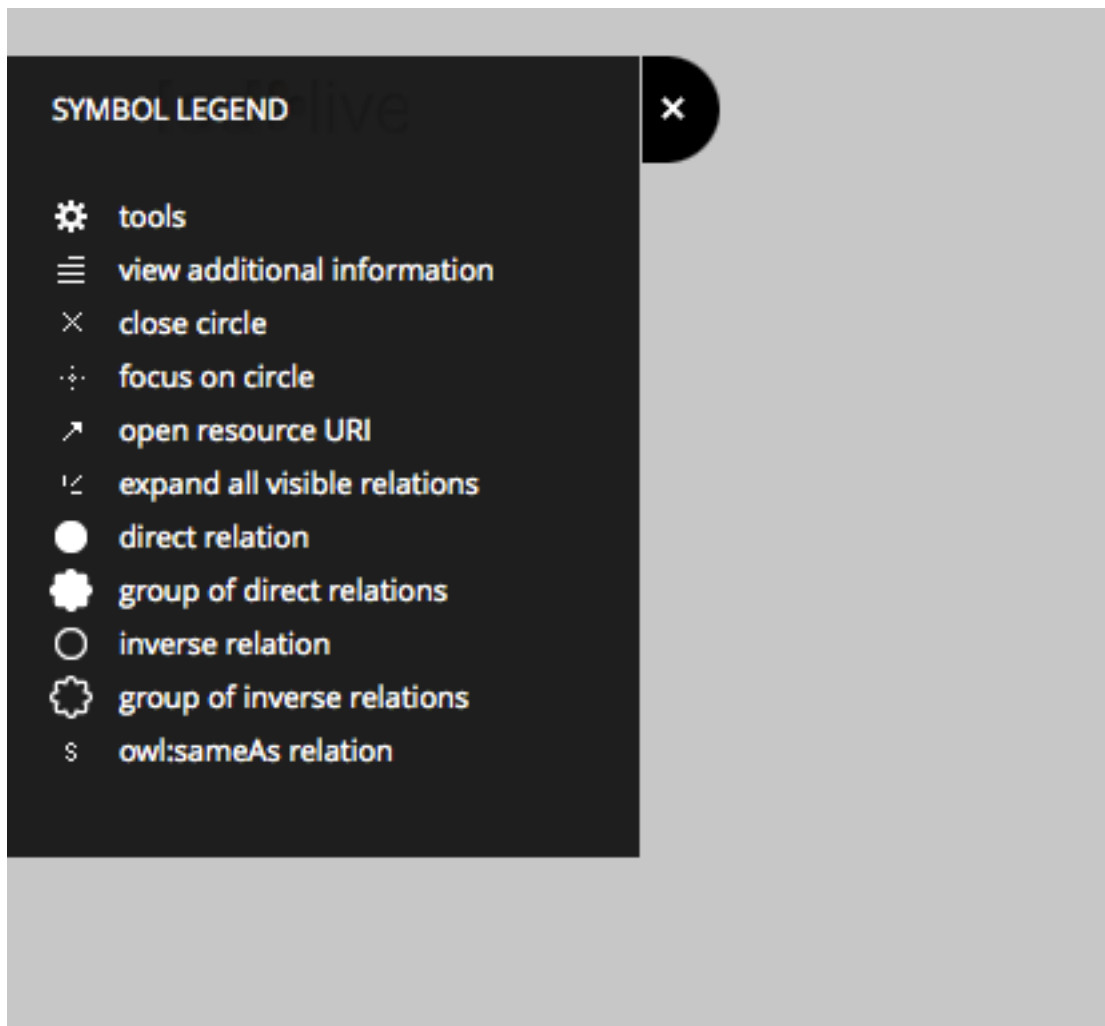 SYMBOL LEGEND
tools
view additional information
close circle
focus on circle
open resource URI
expand all visible relations
direct relation
group of direct relations
inverse relation
group of inverse relations
S owl:sameAs relation